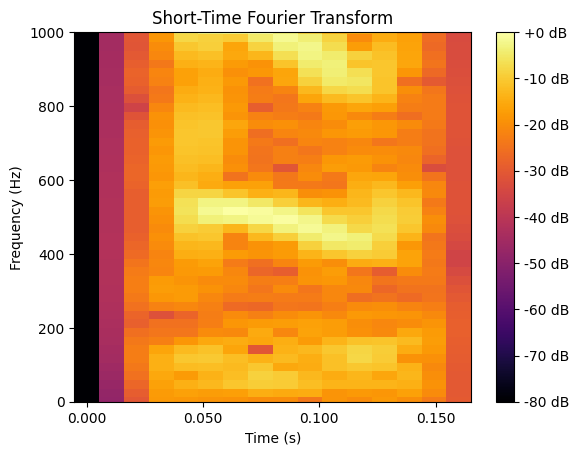 Short-Time Fourier Transform
1000
800
600
400
200
0
Frequency (Hz)
0.000
0.050
0.100
0.150
Time (s)
+0 dB
-10 dB
-20 dB
-30 dB
-40 dB
-50 dB
-60 dB
-70 dB
-80 dB